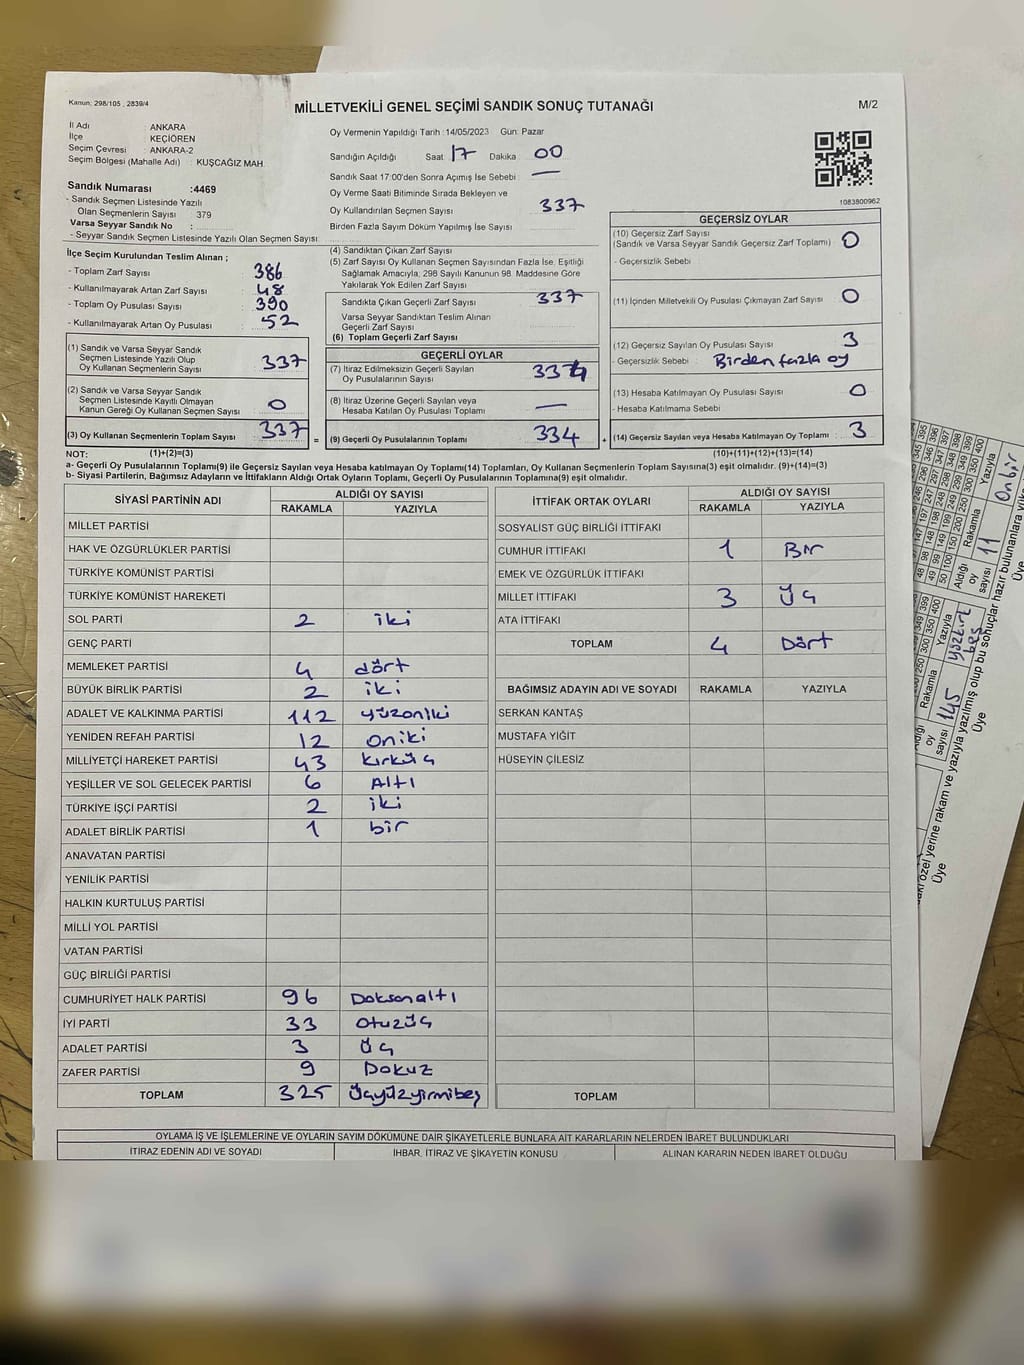 Kanun: 298/105 , 2839/4
MİLLETVEKİLİ GENEL SEÇİMİ SANDIK SONUÇ TUTANAĞI
M/2
İl Adı ANKARA
İlçe KEÇİÖREN
Seçim Çevresi : ANKARA-2
Seçim Bölgesi (Mahalle Adı) : KUŞCAĞIZ MAH.
Sandık Numarası :4469
- Sandık Seçmen Listesinde Yazılı
Olan Seçmenlerin Sayısı 379
Varsa Seyyar Sandık No :
- Seyyar Sandık Seçmen Listesinde Yazılı Olan Seçmen Sayısı:
Oy Vermenin Yapıldığı Tarih :14/05/2023 Gün: Pazar
Sandığın Açıldığı Saat 17 Dakika : 00
Sandık Saat 17:00'den Sonra Açımış İse Sebebi : —
Oy Verme Saati Bitiminde Sırada Bekleyen ve
Oy Kullandırılan Seçmen Sayısı 337
Birden Fazla Sayım Döküm Yapılmış İse Sayısı :
1083800962
İlçe Seçim Kurulundan Teslim Alınan ;
- Toplam Zarf Sayısı : 386
- Kullanılmayarak Artan Zarf Sayısı : 48
- Toplam Oy Pusulası Sayısı : 390
- Kullanılmayarak Artan Oy Pusulası : 52
(1) Sandık ve Varsa Seyyar Sandık
Seçmen Listesinde Yazılı Olup
Oy Kullanan Seçmenlerin Sayısı 337
(2) Sandık ve Varsa Seyyar Sandık
Seçmen Listesinde Kayıtlı Olmayan
Kanun Gereği Oy Kullanan Seçmen Sayısı 0
(3) Oy Kullanan Seçmenlerin Toplam Sayısı 337
(4) Sandıktan Çıkan Zarf Sayısı
(5) Zarf Sayısı Oy Kullanan Seçmen Sayısından Fazla İse, Eşitliği
Sağlamak Amacıyla, 298 Sayılı Kanunun 98. Maddesine Göre
Yakılarak Yok Edilen Zarf Sayısı
Sandıkta Çıkan Geçerli Zarf Sayısı 337
Varsa Seyyar Sandıktan Teslim Alınan
Geçerli Zarf Sayısı
(6) Toplam Geçerli Zarf Sayısı
GEÇERLİ OYLAR
(7) İtiraz Edilmeksizin Geçerli Sayılan
Oy Pusulalarının Sayısı 334
(8) İtiraz Üzerine Geçerli Sayılan veya
Hesaba Katılan Oy Pusulası Toplamı —
= (9) Geçerli Oy Pusulalarının Toplamı 334
GEÇERSİZ OYLAR
(10) Geçersiz Zarf Sayısı
(Sandık ve Varsa Seyyar Sandık Geçersiz Zarf Toplamı) 0
- Geçersizlik Sebebi :
(11) İçinden Milletvekili Oy Pusulası Çıkmayan Zarf Sayısı : 0
(12) Geçersiz Sayılan Oy Pusulası Sayısı : 3
- Geçersizlik Sebebi : Birden fazla oy
(13) Hesaba Katılmayan Oy Pusulası Sayısı : 0
- Hesaba Katılmama Sebebi
+ (14) Geçersiz Sayılan veya Hesaba Katılmayan Oy Toplamı : 3
NOT: (1)+(2)=(3) (10)+(11)+(12)+(13)=(14)
a- Geçerli Oy Pusulalarının Toplamı(9) ile Geçersiz Sayılan veya Hesaba katılmayan Oy Toplamı(14) Toplamları, Oy Kullanan Seçmenlerin Toplam Sayısına(3) eşit olmalıdır. (9)+(14)=(3)
b- Siyasi Partilerin, Bağımsız Adayların ve İttifakların Aldığı Ortak Oyların Toplamı, Geçerli Oy Pusulalarının Toplamına(9) eşit olmalıdır.
SİYASİ PARTİNİN ADI ALDIĞI OY SAYISI
RAKAMLA YAZIYLA
MİLLET PARTİSİ
HAK VE ÖZGÜRLÜKLER PARTİSİ
TÜRKİYE KOMÜNİST PARTİSİ
TÜRKİYE KOMÜNİST HAREKETİ
SOL PARTİ 2 iki
GENÇ PARTİ
MEMLEKET PARTİSİ 4 dört
BÜYÜK BİRLİK PARTİSİ 2 iki
ADALET VE KALKINMA PARTİSİ 112 yüzoniki
YENİDEN REFAH PARTİSİ 12 oniki
MİLLİYETÇİ HAREKET PARTİSİ 43 kırküç
YEŞİLLER VE SOL GELECEK PARTİSİ 6 Altı
TÜRKİYE İŞÇİ PARTİSİ 2 iki
ADALET BİRLİK PARTİSİ 1 bir
ANAVATAN PARTİSİ
YENİLİK PARTİSİ
HALKIN KURTULUŞ PARTİSİ
MİLLİ YOL PARTİSİ
VATAN PARTİSİ
GÜÇ BİRLİĞİ PARTİSİ
CUMHURİYET HALK PARTİSİ 96 Doksanaltı
İYİ PARTİ 33 otuzüç
ADALET PARTİSİ 3 üç
ZAFER PARTİSİ 9 Dokuz
TOPLAM 325 üçyüzyirmibeş
İTTİFAK ORTAK OYLARI ALDIĞI OY SAYISI
RAKAMLA YAZIYLA
SOSYALİST GÜÇ BİRLİĞİ İTTİFAKI
CUMHUR İTTİFAKI 1 Bir
EMEK VE ÖZGÜRLÜK İTTİFAKI
MİLLET İTTİFAKI 3 Üç
ATA İTTİFAKI
TOPLAM 4 Dört
BAĞIMSIZ ADAYIN ADI VE SOYADI RAKAMLA YAZIYLA
SERKAN KANTAŞ
MUSTAFA YİĞİT
HÜSEYİN ÇİLESİZ
TOPLAM
OYLAMA İŞ VE İŞLEMLERİNE VE OYLARIN SAYIM DÖKÜMÜNE DAİR ŞİKAYETLERLE BUNLARA AİT KARARLARIN NELERDEN İBARET BULUNDUKLARI
İTİRAZ EDENİN ADI VE SOYADI İHBAR, İTİRAZ VE ŞİKAYETİN KONUSU ALINAN KARARIN NEDEN İBARET OLDUĞU
Aldığı oy sayısı Rakamla 11 Yazıyla Onbir
oy sayısı Rakamla 145 Yazıyla yüzkırkbeş
özel yerine rakam ve yazıyla yazılmış olup bu sonuçlar hazır bulunanlara
Üye Üye Üye